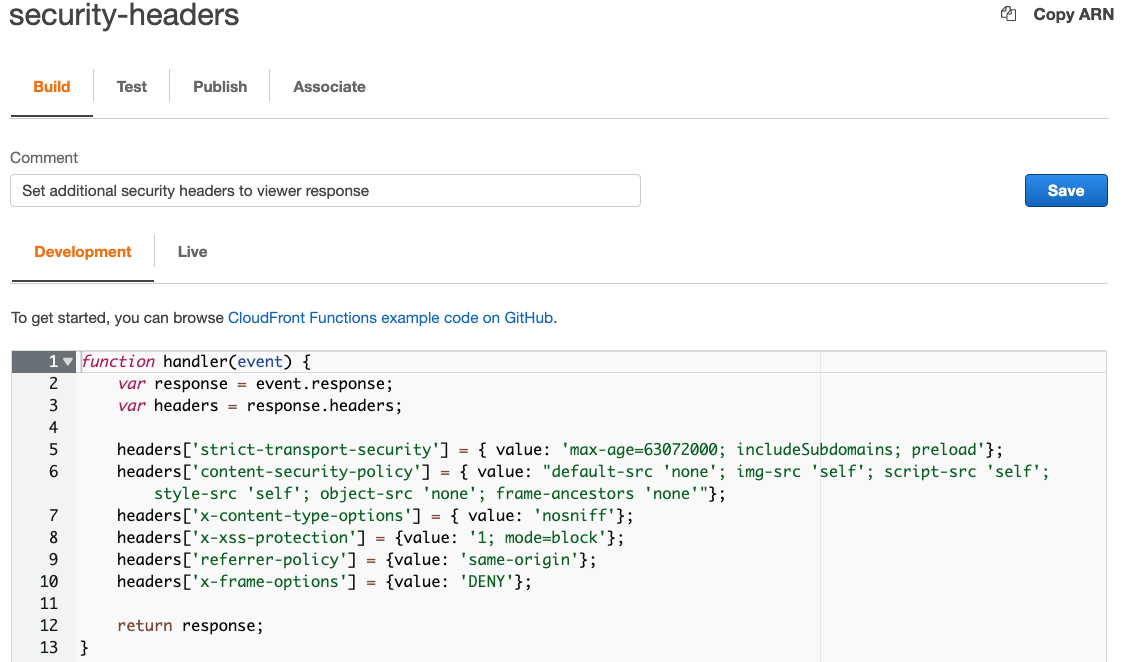 security-headers
Copy ARN
Build Test Publish Associate
Comment
Set additional security headers to viewer response
Save
Development Live
To get started, you can browse CloudFront Functions example code on GitHub.
1 function handler(event) {
2 var response = event.response;
3 var headers = response.headers;
4
5 headers['strict-transport-security'] = { value: 'max-age=63072000; includeSubdomains; preload'};
6 headers['content-security-policy'] = { value: "default-src 'none'; img-src 'self'; script-src 'self';
style-src 'self'; object-src 'none'; frame-ancestors 'none'"};
7 headers['x-content-type-options'] = { value: 'nosniff'};
8 headers['x-xss-protection'] = {value: '1; mode=block'};
9 headers['referrer-policy'] = {value: 'same-origin'};
10 headers['x-frame-options'] = {value: 'DENY'};
11
12 return response;
13 }